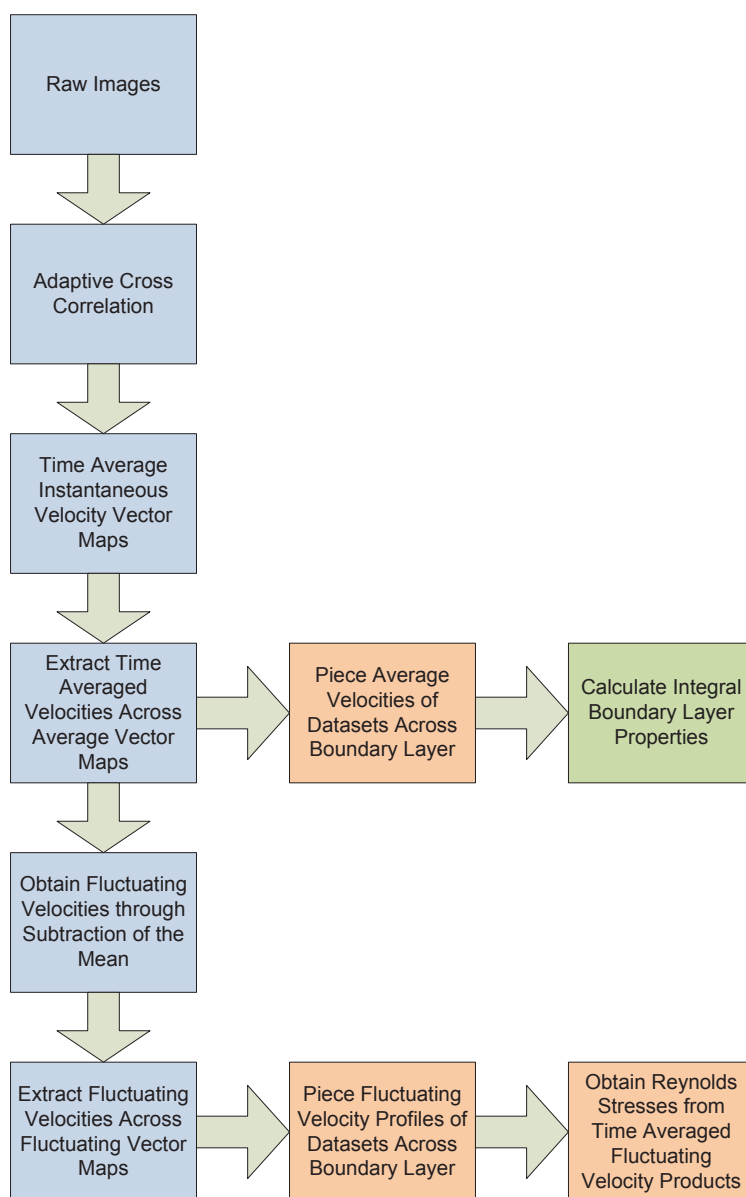 Raw Images
Adaptive Cross
Correlation
Time Average
Instantaneous
Velocity Vector
Maps
Extract Time
Averaged
Velocities Across
Average Vector
Maps
Piece Average
Velocities of
Datasets Across
Boundary Layer
Calculate Integral
Boundary Layer
Properties
Obtain Fluctuating
Velocities through
Subtraction of the
Mean
Extract Fluctuating
Velocities Across
Fluctuating Vector
Maps
Piece Fluctuating
Velocity Profiles of
Datasets Across
Boundary Layer
Obtain Reynolds
Stresses from
Time Averaged
Fluctuating
Velocity Products